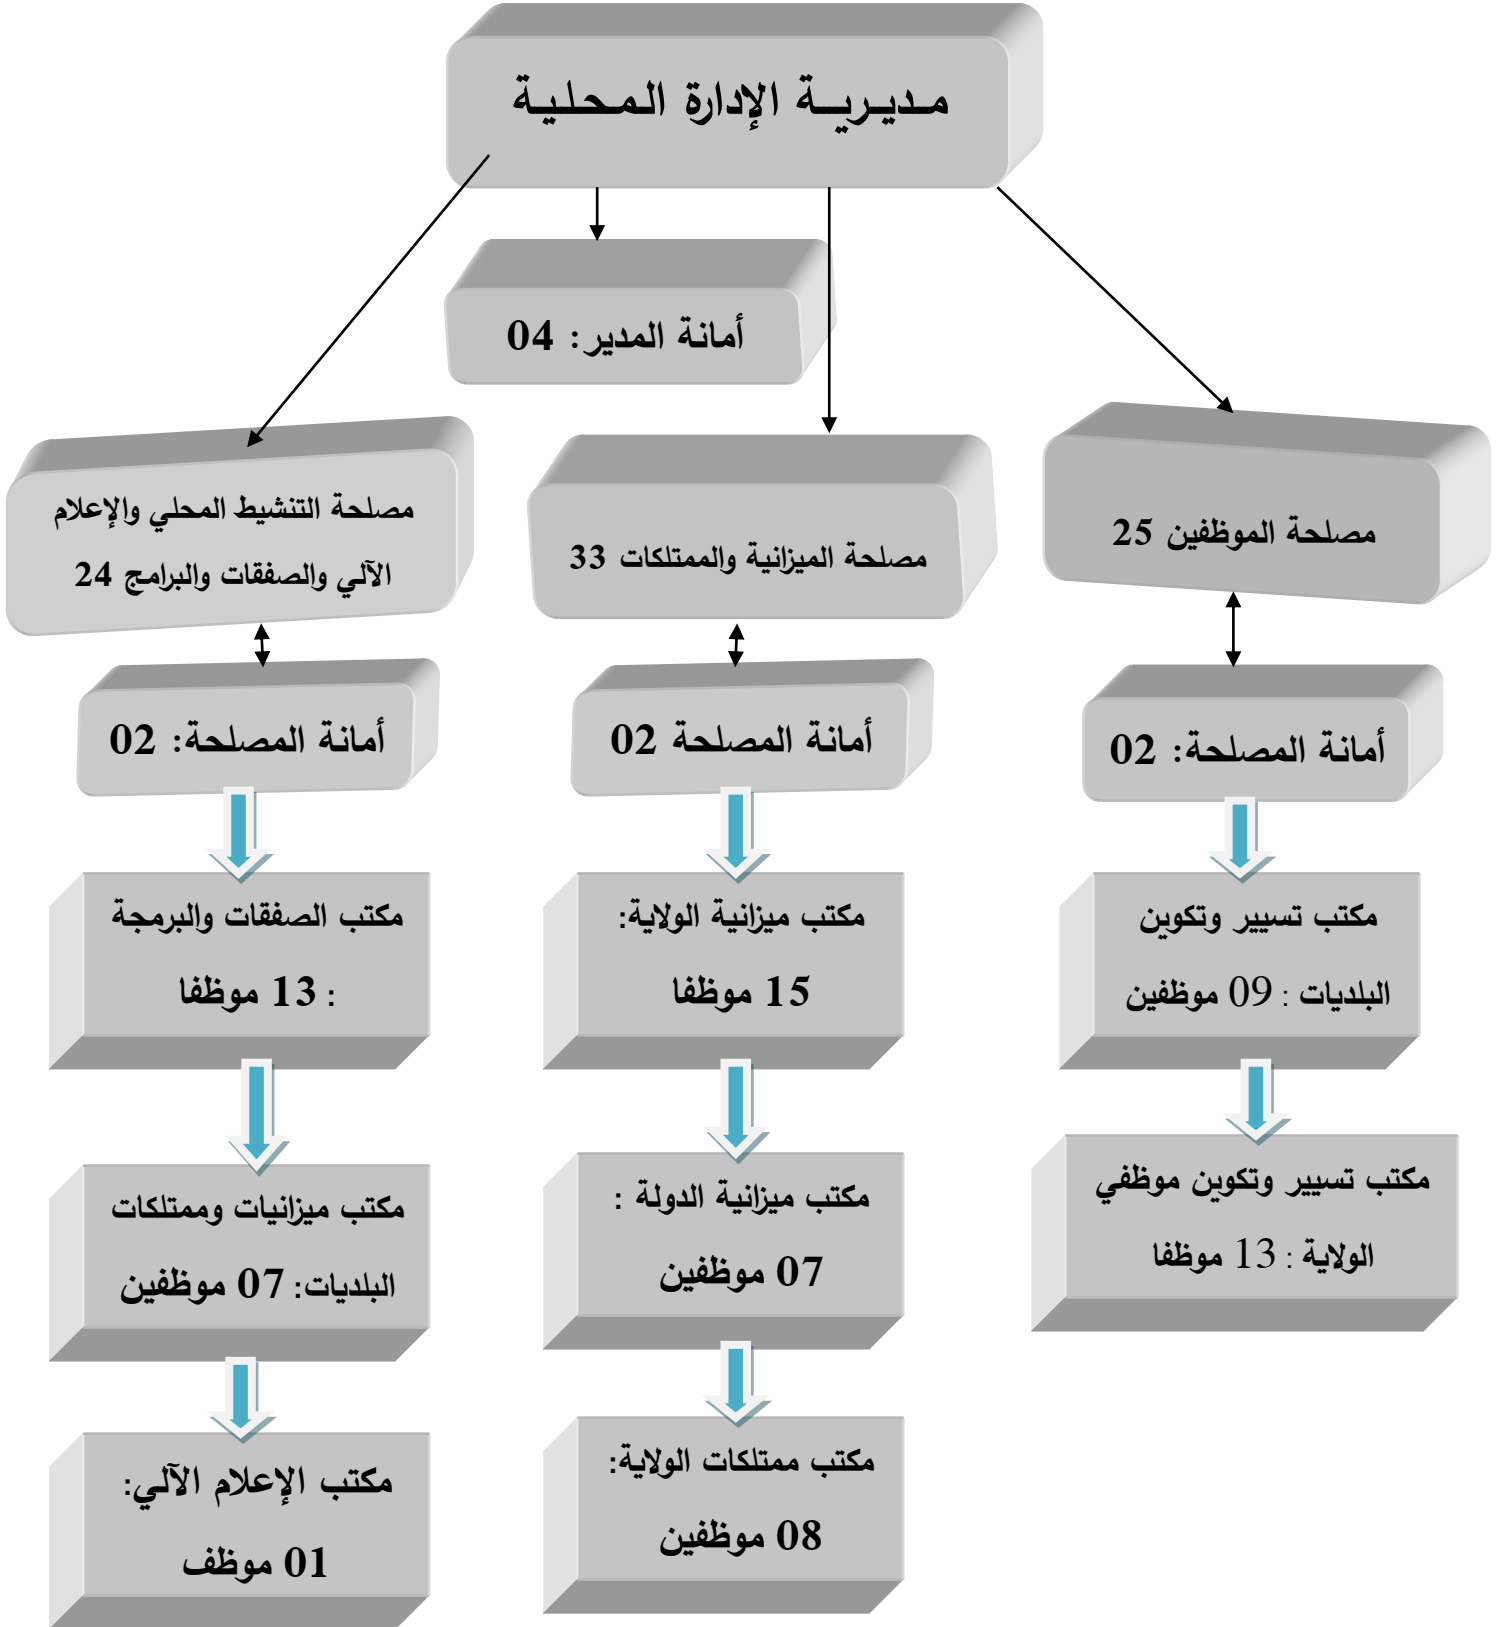 مـديـريــة الإدارة المـحـلـيـة
أمانة المدير: 04
مصلحة الموظفين 25
مصلحة الميزانية والممتلكات 33
مصلحة التنشيط المحلي والإعلام
الآلي والصفقات والبرامج 24
أمانة المصلحة: 02
أمانة المصلحة 02
أمانة المصلحة: 02
مكتب تسيير وتكوين
البلديات : 09 موظفين
مكتب ميزانية الولاية:
15 موظفا
مكتب الصفقات والبرمجة
: 13 موظفا
مكتب تسيير وتكوين موظفي
الولاية : 13 موظفا
مكتب ميزانية الدولة :
07 موظفين
مكتب ميزانيات وممتلكات
البلديات: 07 موظفين
مكتب ممتلكات الولاية:
08 موظفين
مكتب الإعلام الآلي:
01 موظف